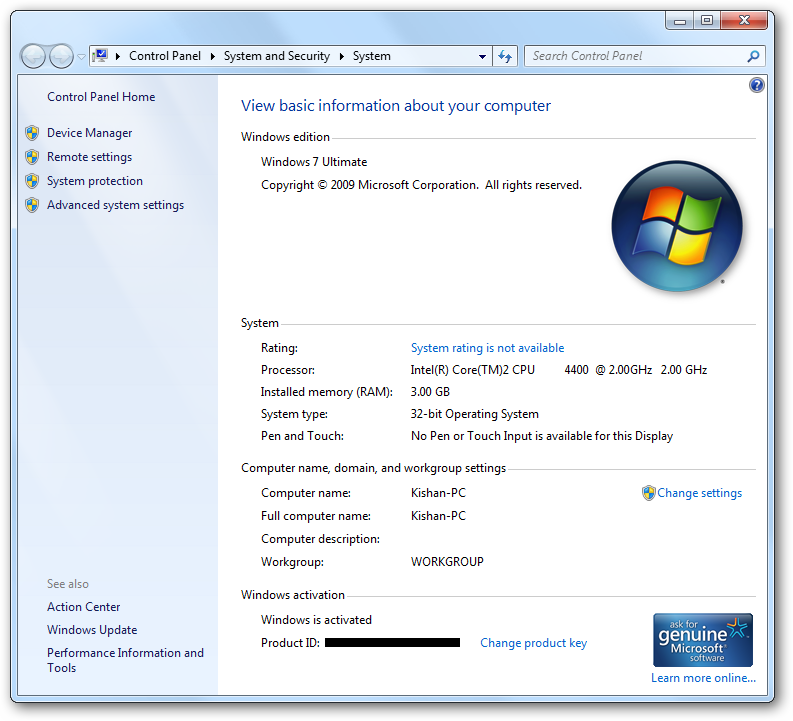 Control Panel ▸ System and Security ▸ System
Search Control Panel
Control Panel Home
Device Manager
Remote settings
System protection
Advanced system settings
See also
Action Center
Windows Update
Performance Information and
Tools
View basic information about your computer
Windows edition
Windows 7 Ultimate
Copyright © 2009 Microsoft Corporation.  All rights reserved.
System
Rating: System rating is not available
Processor: Intel(R) Core(TM)2 CPU 4400 @ 2.00GHz 2.00 GHz
Installed memory (RAM): 3.00 GB
System type: 32-bit Operating System
Pen and Touch: No Pen or Touch Input is available for this Display
Computer name, domain, and workgroup settings
Computer name: Kishan-PC
Change settings
Full computer name: Kishan-PC
Computer description:
Workgroup: WORKGROUP
Windows activation
Windows is activated
Product ID: Change product key
ask for
genuine
Microsoft®
software
Learn more online...